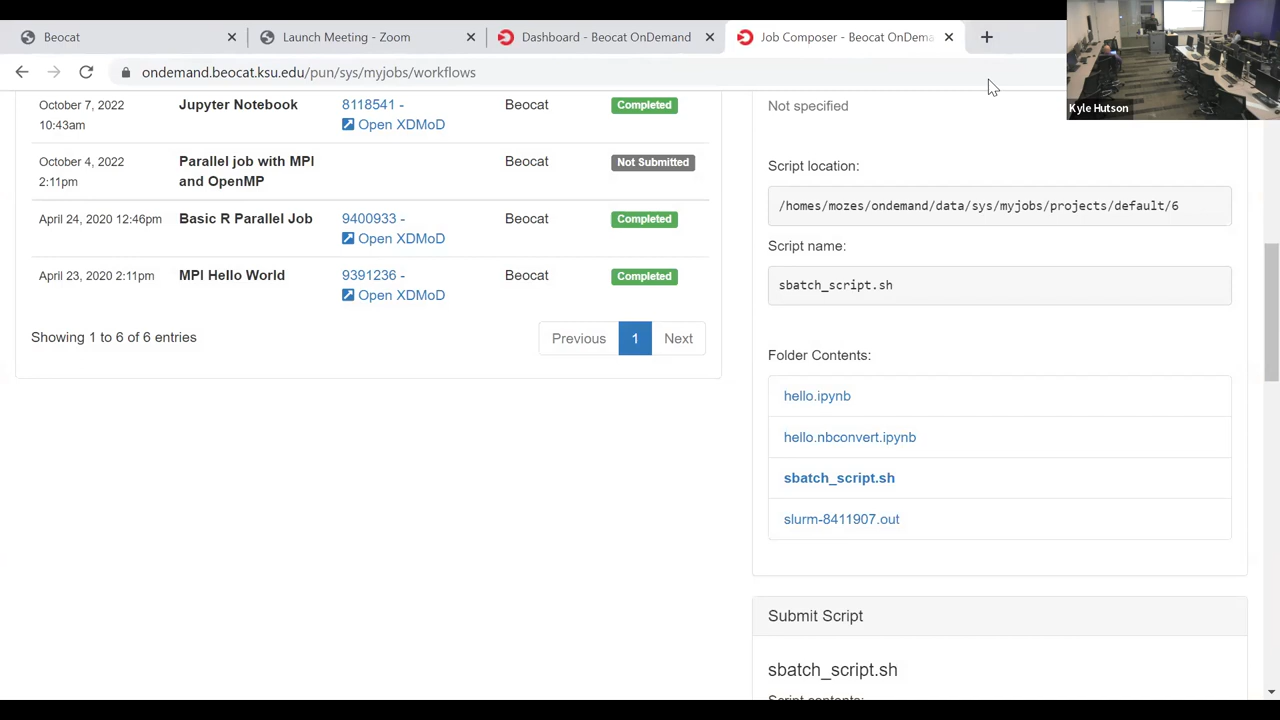 Beocat
Launch Meeting - Zoom
Dashboard - Beocat OnDemand
Job Composer - Beocat OnDema
Kyle Hutson
ondemand.beocat.ksu.edu/pun/sys/myjobs/workflows
October 7, 2022
10:43am
Jupyter Notebook
8118541 -
Open XDMoD
Beocat
Completed
October 4, 2022
2:11pm
Parallel job with MPI
and OpenMP
Beocat
Not Submitted
April 24, 2020 12:46pm
Basic R Parallel Job
9400933 -
Open XDMoD
Beocat
Completed
April 23, 2020 2:11pm
MPI Hello World
9391236 -
Open XDMoD
Beocat
Completed
Showing 1 to 6 of 6 entries
Previous
1
Next
Not specified
Script location:
/homes/mozes/ondemand/data/sys/myjobs/projects/default/6
Script name:
sbatch_script.sh
Folder Contents:
hello.ipynb
hello.nbconvert.ipynb
sbatch_script.sh
slurm-8411907.out
Submit Script
sbatch_script.sh
Script contents: